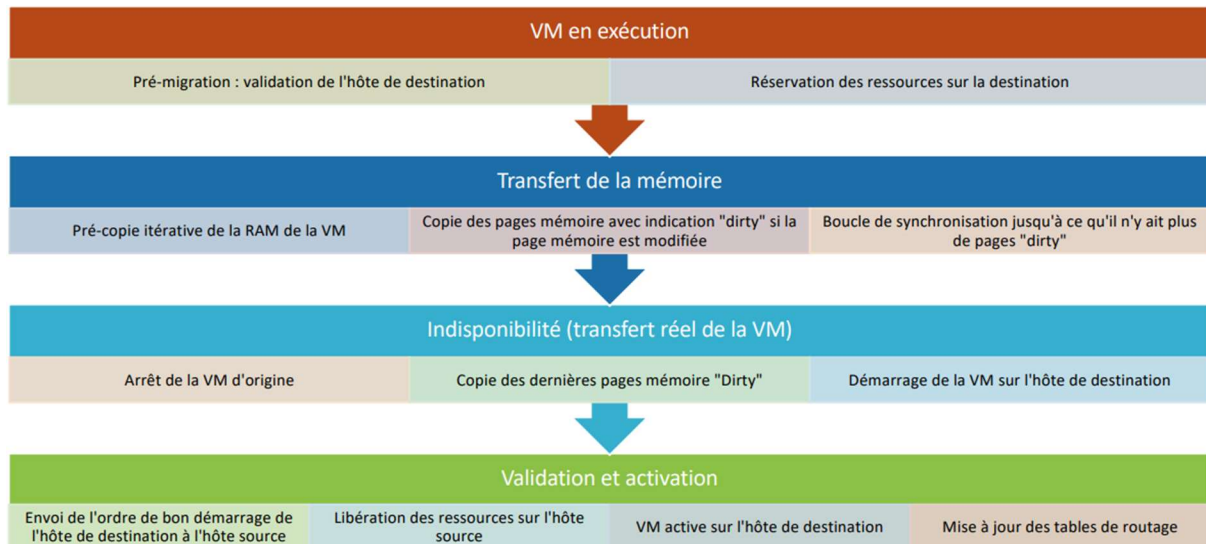 VM en exécution
Pré-migration : validation de l'hôte de destination
Réservation des ressources sur la destination
Transfert de la mémoire
Pré-copie itérative de la RAM de la VM
Copie des pages mémoire avec indication "dirty" si la
page mémoire est modifiée
Boucle de synchronisation jusqu'à ce qu'il n'y ait plus
de pages "dirty"
Indisponibilité (transfert réel de la VM)
Arrêt de la VM d'origine
Copie des dernières pages mémoire "Dirty"
Démarrage de la VM sur l'hôte de destination
Validation et activation
Envoi de l'ordre de bon démarrage de
l'hôte de destination à l'hôte source
Libération des ressources sur l'hôte
source
VM active sur l'hôte de destination
Mise à jour des tables de routage